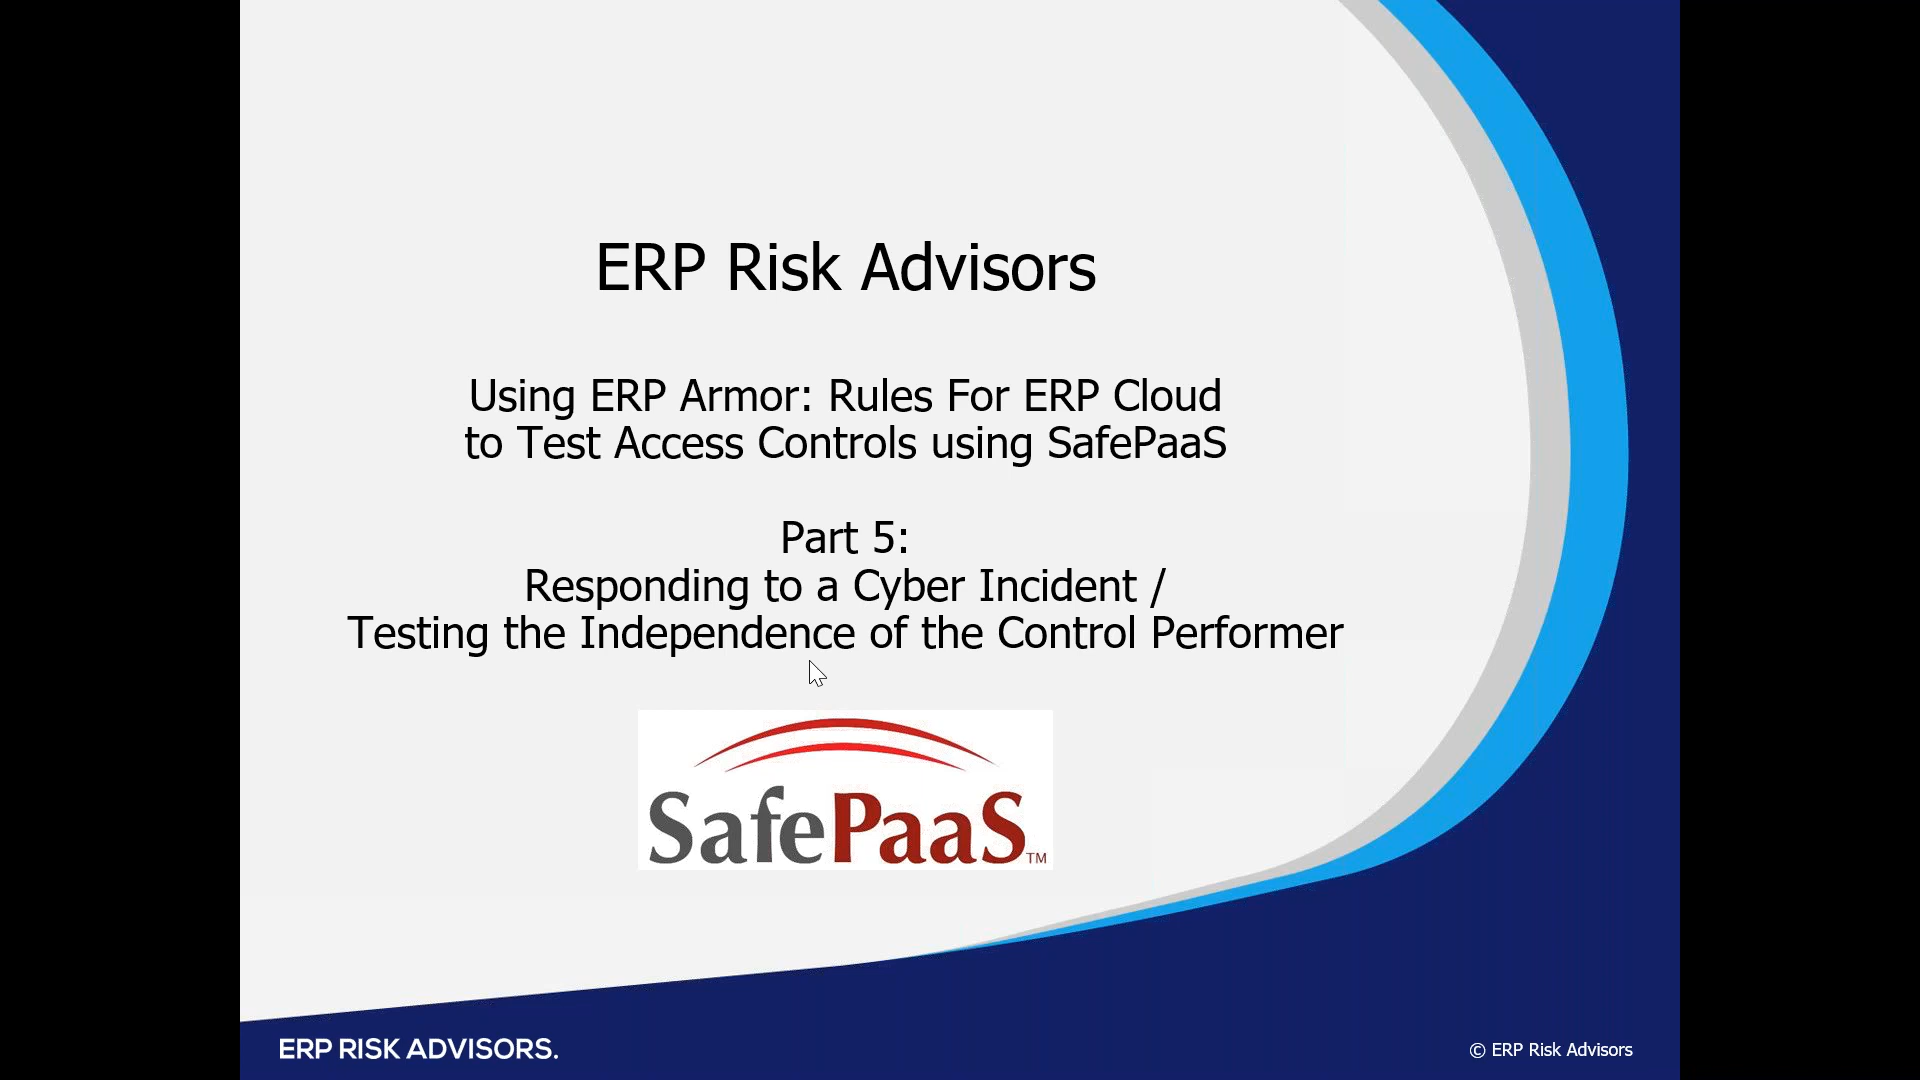 ERP Risk Advisors
Using ERP Armor: Rules For ERP Cloud
to Test Access Controls using SafePaaS
Part 5:
Responding to a Cyber Incident /
Testing the Independence of the Control Performer
SafePaaS™
ERP RISK ADVISORS.
© ERP Risk Advisors